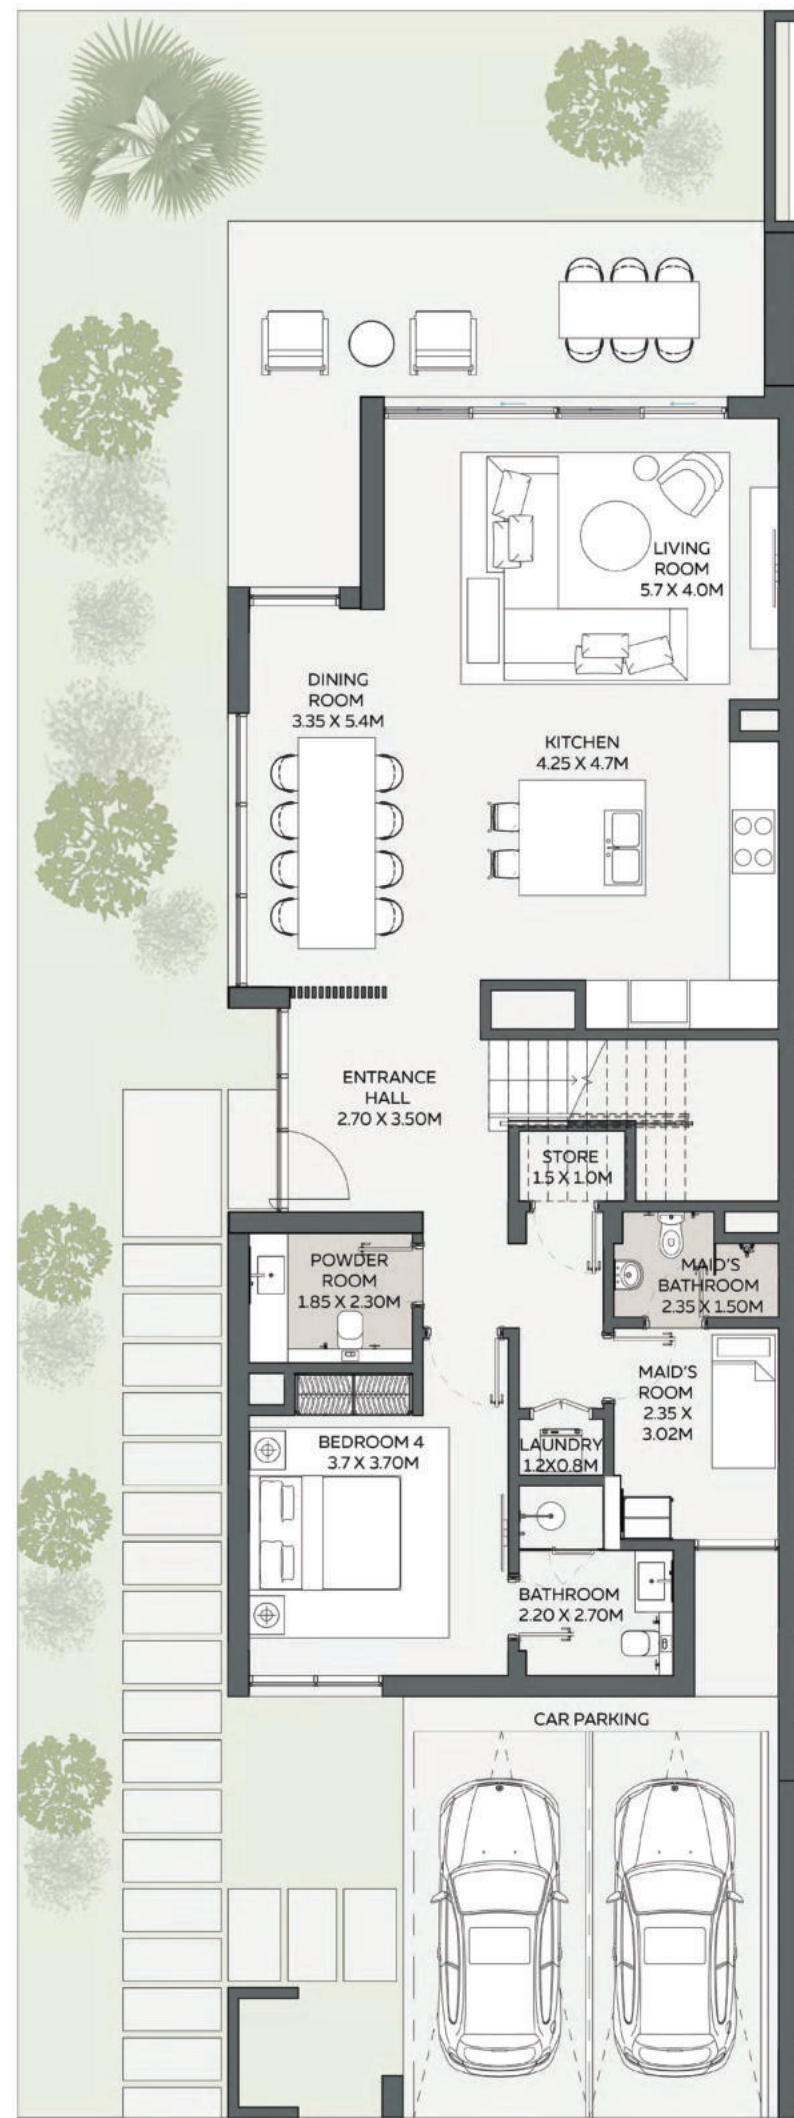 LIVING
ROOM
5.7 X 4.0M
DINING
ROOM
3.35 X 5.4M
KITCHEN
4.25 X 4.7M
ENTRANCE
HALL
2.70 X 3.50M
STORE
1.5 X 1.0M
POWDER
ROOM
1.85 X 2.30M
MAID'S
BATHROOM
2.35 X 1.50M
MAID'S
ROOM
2.35 X
3.02M
BEDROOM 4
3.7 X 3.70M
LAUNDRY
1.2X0.8M
BATHROOM
2.20 X 2.70M
CAR PARKING